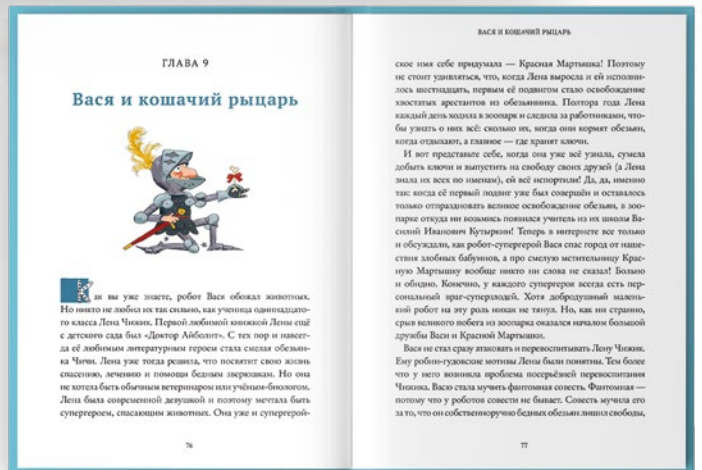 ГЛАВА 9
Вася и кошачий рыцарь
Как вы уже знаете, робот Вася обожал животных.
Но никто не любил их так сильно, как ученица одиннадцато-
го класса Лена Чижик. Первой любимой книжкой Лены ещё
с детского сада был «Доктор Айболит». С тех пор и навсег-
да её любимым литературным героем стала смелая обезьян-
ка Чичи. Лена уже тогда решила, что посвятит свою жизнь
спасению, лечению и помощи бедным зверюшкам. Но она
не хотела быть обычным ветеринаром или учёным-биологом.
Лена была современной девушкой и поэтому мечтала быть
супергероем, спасающим животных. Она уже и супергерой-
76
ВАСЯ И КОШАЧИЙ РЫЦАРЬ
ское имя себе придумала — Красная Мартышка! Поэтому
не стоит удивляться, что, когда Лена выросла и ей исполни-
лось шестнадцать, первым её подвигом стало освобождение
хвостатых арестантов из обезьянника. Полтора года Лена
каждый день ходила в зоопарк и следила за работниками, что-
бы узнать о них всё: сколько их, когда они кормят обезьян,
когда отдыхают, а главное — где хранят ключи.
И вот представьте себе, когда она уже всё узнала, сумела
добыть ключи и выпустить на свободу своих друзей (а Лена
знала их всех по именам), ей всё испортили! Да, да, именно
так: когда её первый подвиг уже был совершён и оставалось
только отпраздновать великое освобождение обезьян, в зоо-
парке откуда ни возьмись появился учитель из их школы Ва-
силий Иванович Кутыркин! Теперь в интернете все только
и обсуждали, как робот-супергерой Вася спас город от наше-
ствия злобных бабуинов, а про смелую мстительницу Крас-
ную Мартышку вообще никто ни слова не сказал! Больно
и обидно. Конечно, у каждого супергероя всегда есть пер-
сональный враг-суперзлодей. Хотя добродушный малень-
кий робот на эту роль никак не тянул. Но, как ни странно,
срыв великого побега из зоопарка оказался началом большой
дружбы Васи и Красной Мартышки.
Вася не стал сразу атаковать и перевоспитывать Лену Чижик.
Ему робин-гудовские мотивы Лены были понятны. Тем более
что у него возникла проблема посерьёзней перевоспитания
Чижика. Васю стала мучить фантомная совесть. Фантомная —
потому что у роботов совести не бывает. Совесть мучила его
за то, что он собственноручно бедных обезьян лишил свободы,
77